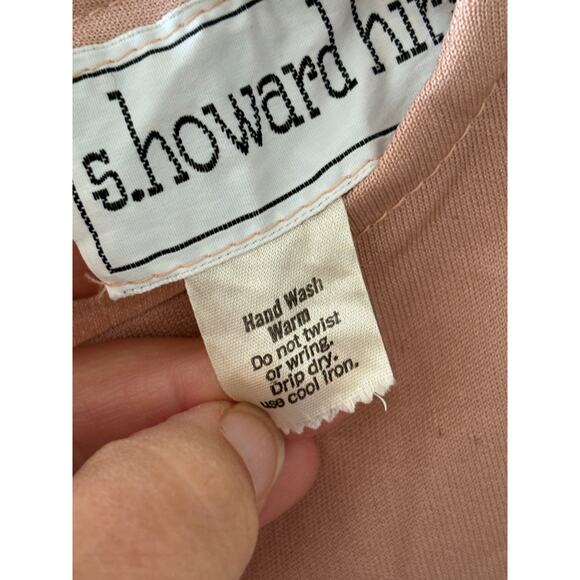 s.howard hir
Hand Wash
Warm
Do not twist
or wring.
Drip dry.
use cool iron.